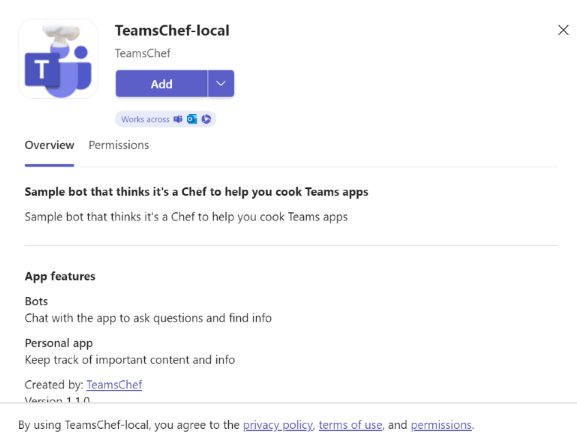 TeamsChef-local
TeamsChef
Add
Works across
Overview Permissions
Sample bot that thinks it's a Chef to help you cook Teams apps
Sample bot that thinks it's a Chef to help you cook Teams apps
App features
Bots
Chat with the app to ask questions and find info
Personal app
Keep track of important content and info
Created by: TeamsChef
Version 1.1.0
By using TeamsChef-local, you agree to the privacy policy, terms of use, and permissions.